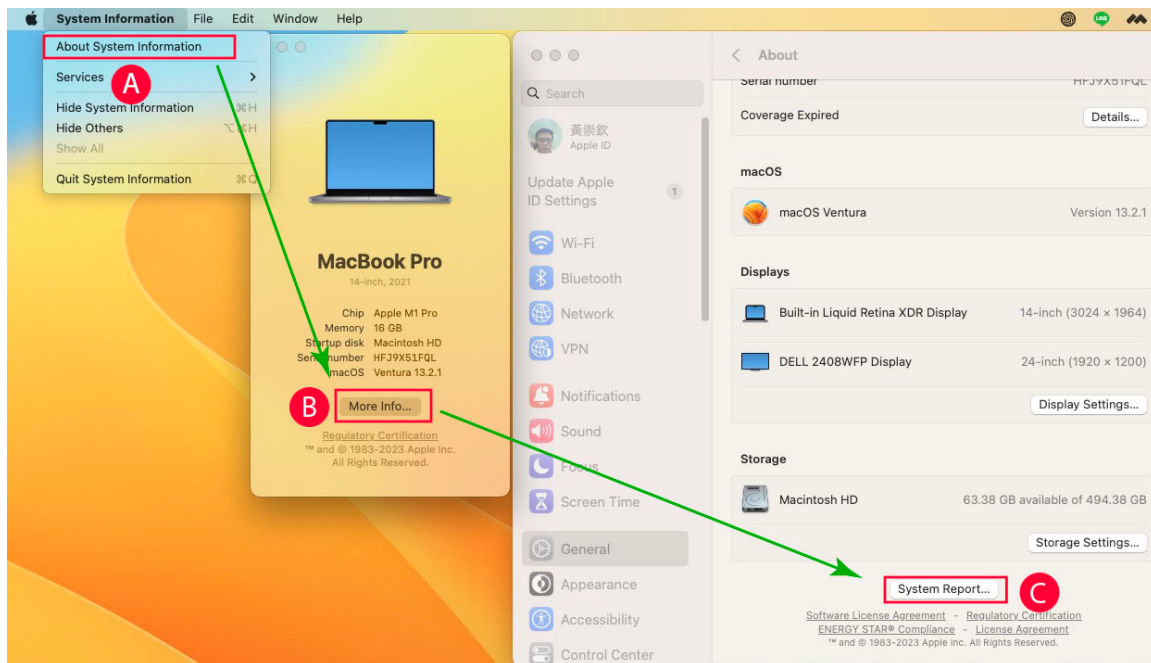 System Information File Edit Window Help
LINE
About System Information
A
Services
Hide System Information ⌘H
Hide Others ⌥⌘H
Show All
Quit System Information ⌘Q
MacBook Pro
14-inch, 2021
Chip Apple M1 Pro
Memory 16 GB
Startup disk Macintosh HD
Serial number HFJ9X51FQL
macOS Ventura 13.2.1
B
More Info...
Regulatory Certification
™ and © 1983-2023 Apple Inc.
All Rights Reserved.
Search
黃崇欽
Apple ID
Update Apple
ID Settings
1
Wi-Fi
Bluetooth
Network
VPN
Notifications
Sound
Focus
Screen Time
General
Appearance
Accessibility
Control Center
About
Serial number HFJ9X51FQL
Coverage Expired Details...
macOS
macOS Ventura Version 13.2.1
Displays
Built-in Liquid Retina XDR Display 14-inch (3024 × 1964)
DELL 2408WFP Display 24-inch (1920 × 1200)
Display Settings...
Storage
Macintosh HD 63.38 GB available of 494.38 GB
Storage Settings...
System Report...
C
Software License Agreement - Regulatory Certification
ENERGY STAR® Compliance - License Agreement
™ and © 1983-2023 Apple Inc. All Rights Reserved.